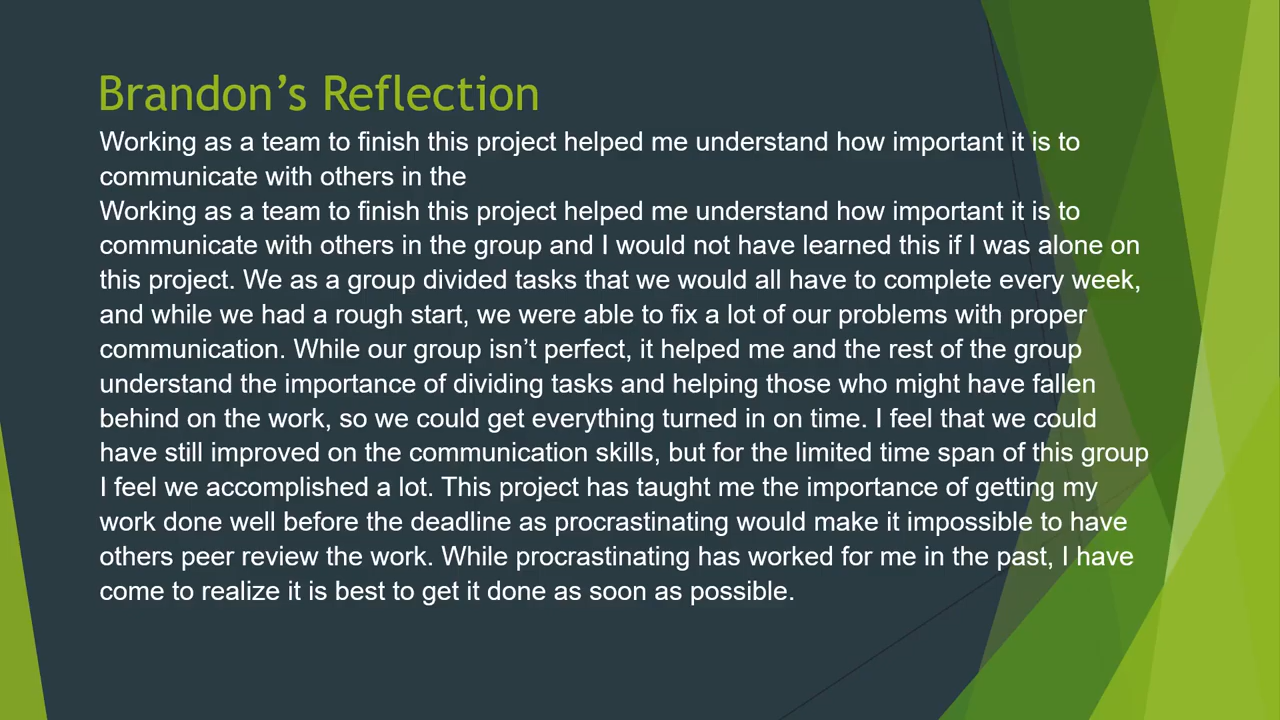 Brandon’s Reflection
Working as a team to finish this project helped me understand how important it is to
communicate with others in the
Working as a team to finish this project helped me understand how important it is to
communicate with others in the group and I would not have learned this if I was alone on
this project. We as a group divided tasks that we would all have to complete every week,
and while we had a rough start, we were able to fix a lot of our problems with proper
communication. While our group isn’t perfect, it helped me and the rest of the group
understand the importance of dividing tasks and helping those who might have fallen
behind on the work, so we could get everything turned in on time. I feel that we could
have still improved on the communication skills, but for the limited time span of this group
I feel we accomplished a lot. This project has taught me the importance of getting my
work done well before the deadline as procrastinating would make it impossible to have
others peer review the work. While procrastinating has worked for me in the past, I have
come to realize it is best to get it done as soon as possible.